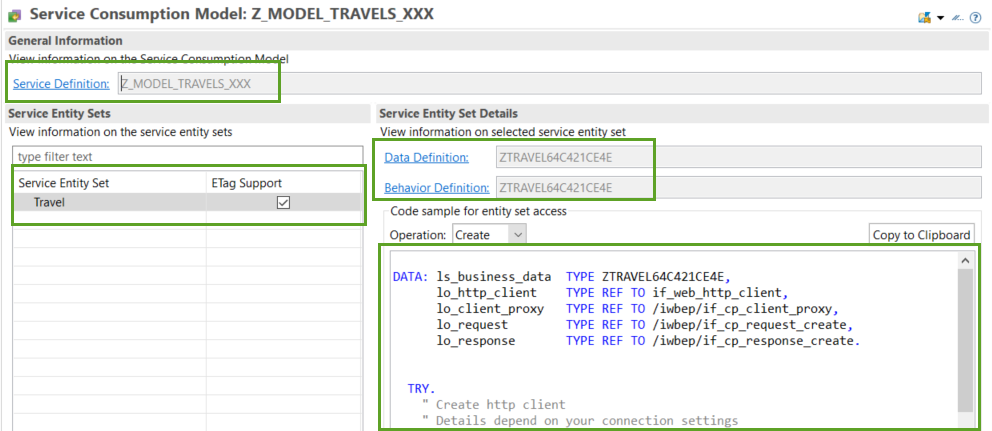 Service Consumption Model: Z_MODEL_TRAVELS_XXX
General Information
View information on the Service Consumption Model
Service Definition: Z_MODEL_TRAVELS_XXX
Service Entity Sets
View information on the service entity sets
type filter text
Service Entity Set ETag Support
Travel
Service Entity Set Details
View information on selected service entity set
Data Definition: ZTRAVEL64C421CE4E
Behavior Definition: ZTRAVEL64C421CE4E
Code sample for entity set access
Operation: Create Copy to Clipboard
DATA: ls_business_data TYPE ZTRAVEL64C421CE4E,
lo_http_client TYPE REF TO if_web_http_client,
lo_client_proxy TYPE REF TO /iwbep/if_cp_client_proxy,
lo_request TYPE REF TO /iwbep/if_cp_request_create,
lo_response TYPE REF TO /iwbep/if_cp_response_create.
TRY.
" Create http client
" Details depend on your connection settings